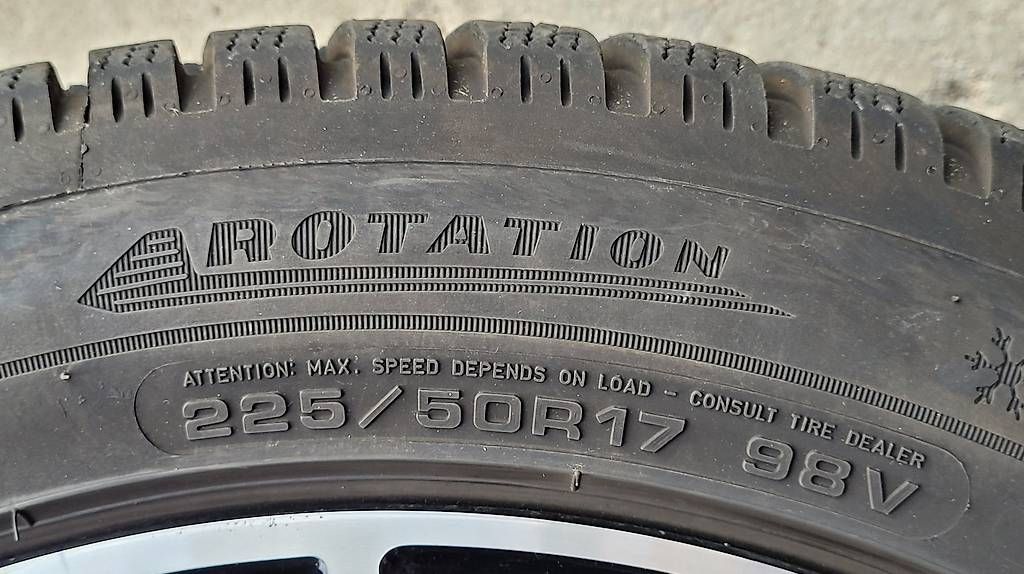 ROTATION
ATTENTION: MAX. SPEED DEPENDS ON LOAD - CONSULT TIRE DEALER
225/50R17 98V